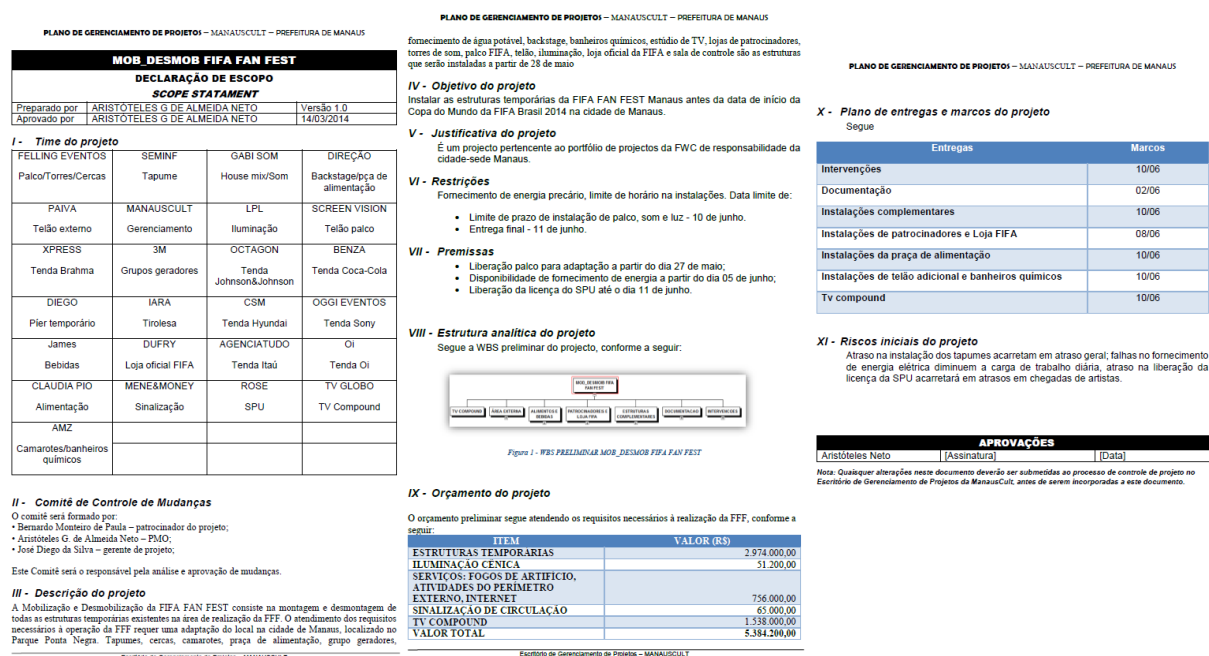 PLANO DE GERENCIAMENTO DE PROJETOS – MANAUSCULT – PREFEITURA DE MANAUS
MOB_DESMOB FIFA FAN FEST
DECLARAÇÃO DE ESCOPO
SCOPE STATAMENT
Preparado por ARISTÓTELES G DE ALMEIDA NETO Versão 1.0
Aprovado por ARISTÓTELES G DE ALMEIDA NETO 14/03/2014
I - Time do projeto
FELLING EVENTOS SEMINF GABI SOM DIREÇÃO
Palco/Torres/Cercas Tapume House mix/Som Backstage/pça de
alimentação
PAIVA MANAUSCULT LPL SCREEN VISION
Telão externo Gerenciamento Iluminação Telão palco
XPRESS 3M OCTAGON BENZA
Tenda Brahma Grupos geradores Tenda Tenda Coca-Cola
Johnson&Johnson
DIEGO IARA CSM OGGI EVENTOS
Píer temporário Tirolesa Tenda Hyundai Tenda Sony
James DUFRY AGENCIATUDO Oi
Bebidas Loja oficial FIFA Tenda Itaú Tenda Oi
CLAUDIA PIO MENE&MONEY ROSE TV GLOBO
Alimentação Sinalização SPU TV Compound
AMZ
Camarotes/banheiros
químicos
II - Comitê de Controle de Mudanças
O comitê será formado por:
• Bernardo Monteiro de Paula – patrocinador do projeto;
• Aristóteles G. de Almeida Neto – PMO;
• José Diego da Silva – gerente de projeto;
Este Comitê será o responsável pela análise e aprovação de mudanças.
III - Descrição do projeto
A Mobilização e Desmobilização da FIFA FAN FEST consiste na montagem e desmontagem de
todas as estruturas temporárias existentes na área de realização da FFF. O atendimento dos requisitos
necessários à operação da FFF requer uma adaptação do local na cidade de Manaus, localizado no
Parque Ponta Negra. Tapumes, cercas, camarotes, praça de alimentação, grupo geradores,
PLANO DE GERENCIAMENTO DE PROJETOS – MANAUSCULT – PREFEITURA DE MANAUS
fornecimento de água potável, backstage, banheiros químicos, estúdio de TV, lojas de patrocinadores,
torres de som, palco FIFA, telão, iluminação, loja oficial da FIFA e sala de controle são as estruturas
que serão instaladas a partir de 28 de maio
IV - Objetivo do projeto
Instalar as estruturas temporárias da FIFA FAN FEST Manaus antes da data de início da
Copa do Mundo da FIFA Brasil 2014 na cidade de Manaus.
V - Justificativa do projeto
É um projecto pertencente ao portfólio de projectos da FWC de responsabilidade da
cidade-sede Manaus.
VI - Restrições
Fornecimento de energia precário, limite de horário na instalações. Data limite de:
• Limite de prazo de instalação de palco, som e luz - 10 de junho.
• Entrega final - 11 de junho.
VII - Premissas
• Liberação palco para adaptação a partir do dia 27 de maio;
• Disponibilidade de fornecimento de energia a partir do dia 05 de junho;
• Liberação da licença do SPU até o dia 11 de junho.
VIII - Estrutura analítica do projeto
Segue a WBS preliminar do projecto, conforme a seguir:
MOB_DESMOB FIFA
FAN FEST
TV COMPOUND ÁREA EXTERNA ALIMENTOS E
BEBIDAS PATROCINADORES E
LOJA FIFA ESTRUTURAS
COMPLEMENTARES DOCUMENTACAO INTERVENCOES
Figura 1 - WBS PRELIMINAR MOB_DESMOB FIFA FAN FEST
IX - Orçamento do projeto
O orçamento preliminar segue atendendo os requisitos necessários à realização da FFF, conforme a
seguir:
ITEM VALOR (R$)
ESTRUTURAS TEMPORÁRIAS 2.974.000,00
ILUMINAÇÃO CÊNICA 51.200,00
SERVIÇOS: FOGOS DE ARTIFICIO,
ATIVIDADES DO PERÍMETRO
EXTERNO, INTERNET 756.000,00
SINALIZAÇÃO DE CIRCULAÇÃO 65.000,00
TV COMPOUND 1.538.000,00
VALOR TOTAL 5.384.200,00
Escritório de Gerenciamento de Projetos – MANAUSCULT
PLANO DE GERENCIAMENTO DE PROJETOS – MANAUSCULT – PREFEITURA DE MANAUS
X - Plano de entregas e marcos do projeto
Segue
Entregas Marcos
Intervenções 10/06
Documentação 02/06
Instalações complementares 10/06
Instalações de patrocinadores e Loja FIFA 08/06
Instalações da praça de alimentação 10/06
Instalações de telão adicional e banheiros químicos 10/06
Tv compound 10/06
XI - Riscos iniciais do projeto
Atraso na instalação dos tapumes acarretam em atraso geral; falhas no fornecimento
de energia elétrica diminuem a carga de trabalho diária, atraso na liberação da
licença da SPU acarretará em atrasos em chegadas de artistas.
APROVAÇÕES
Aristóteles Neto [Assinatura] [Data]
Nota: Quaisquer alterações neste documento deverão ser submetidas ao processo de controle de projeto no
Escritório de Gerenciamento de Projetos da ManausCult, antes de serem incorporadas a este documento.